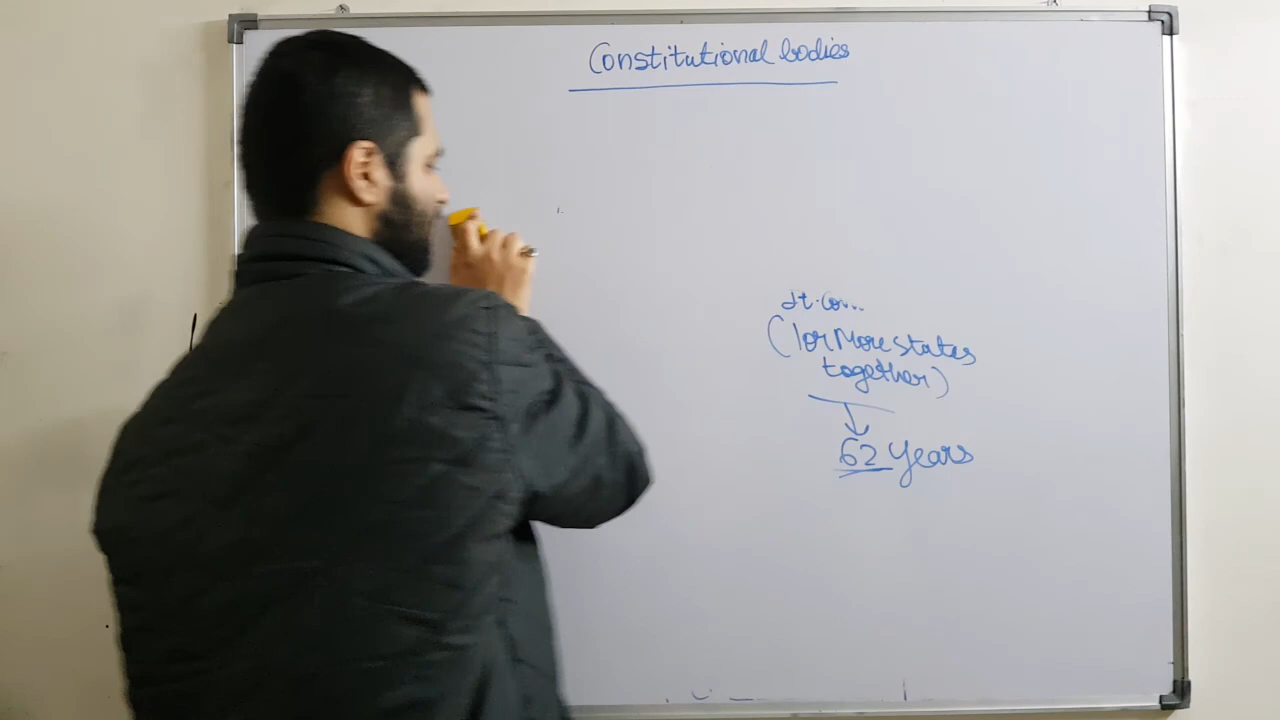 Constitutional bodies
Jt. Com..
(1 or More states
together)
62 Years